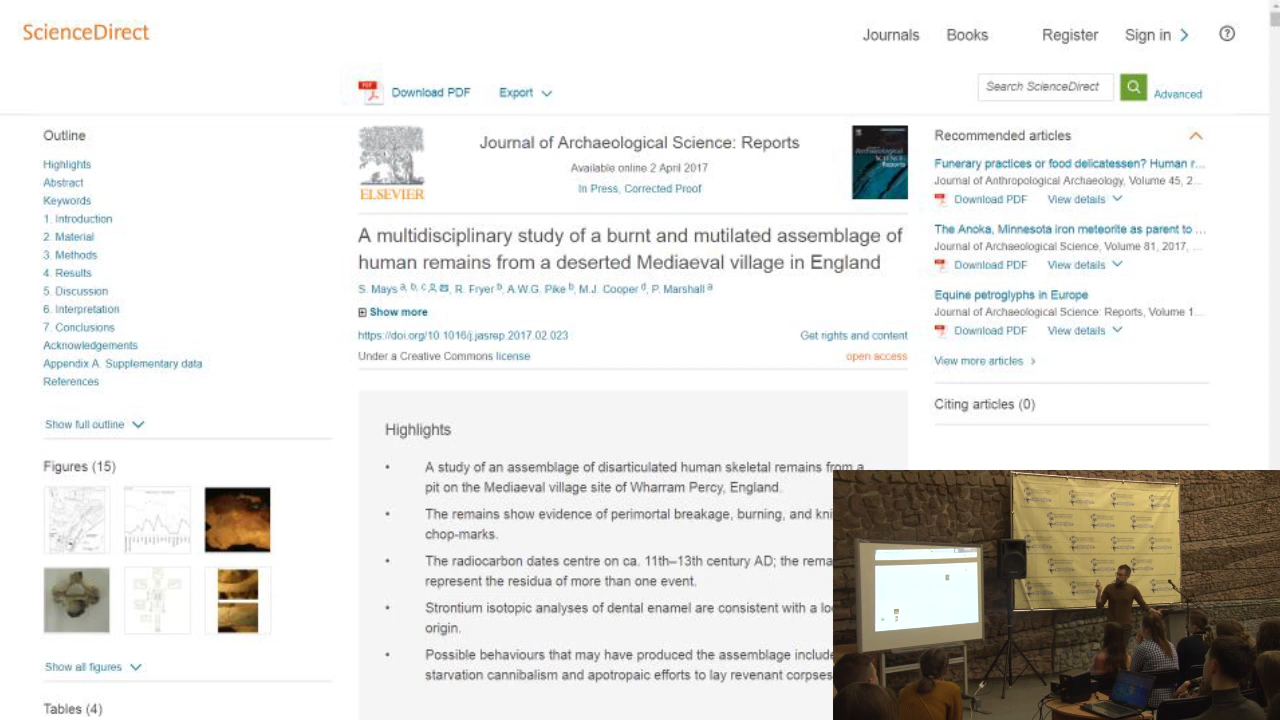 ScienceDirect
Journals
Books
Register
Sign in
Download PDF
Export
Search ScienceDirect
Advanced
Outline
Highlights
Abstract
Keywords
1. Introduction
2. Material
3. Methods
4. Results
5. Discussion
6. Interpretation
7. Conclusions
Acknowledgements
Appendix A. Supplementary data
References
Show full outline
Figures (15)
Show all figures
Tables (4)
ELSEVIER
Journal of Archaeological Science: Reports
Available online 2 April 2017
In Press, Corrected Proof
A multidisciplinary study of a burnt and mutilated assemblage of
human remains from a deserted Mediaeval village in England
S. Mays a, b, c, R. Fryer b, A.W.G. Pike b, M.J. Cooper d, P. Marshall a
Show more
https://doi.org/10.1016/j.jasrep.2017.02.023
Get rights and content
Under a Creative Commons license
open access
Highlights
• A study of an assemblage of disarticulated human skeletal remains from a
pit on the Mediaeval village site of Wharram Percy, England.
• The remains show evidence of perimortal breakage, burning, and kni
chop-marks.
• The radiocarbon dates centre on ca. 11th–13th century AD; the rema
represent the residua of more than one event.
• Strontium isotopic analyses of dental enamel are consistent with a lo
origin.
• Possible behaviours that may have produced the assemblage include
starvation cannibalism and apotropaic efforts to lay revenant corpses
Recommended articles
Funerary practices or food delicatessen? Human r…
Journal of Anthropological Archaeology, Volume 45, 2…
Download PDF
View details
The Anoka, Minnesota iron meteorite as parent to …
Journal of Archaeological Science, Volume 81, 2017, …
Download PDF
View details
Equine petroglyphs in Europe
Journal of Archaeological Science: Reports, Volume 1…
Download PDF
View details
View more articles
Citing articles (0)